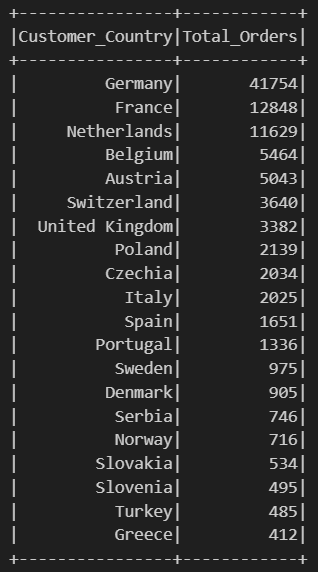 +----------------+------------+
|Customer_Country|Total_Orders|
+----------------+------------+
|         Germany|       41754|
|          France|       12848|
|     Netherlands|       11629|
|         Belgium|        5464|
|         Austria|        5043|
|     Switzerland|        3640|
|  United Kingdom|        3382|
|          Poland|        2139|
|         Czechia|        2034|
|           Italy|        2025|
|           Spain|        1651|
|        Portugal|        1336|
|          Sweden|         975|
|         Denmark|         905|
|          Serbia|         746|
|          Norway|         716|
|        Slovakia|         534|
|        Slovenia|         495|
|          Turkey|         485|
|          Greece|         412|
+----------------+------------+